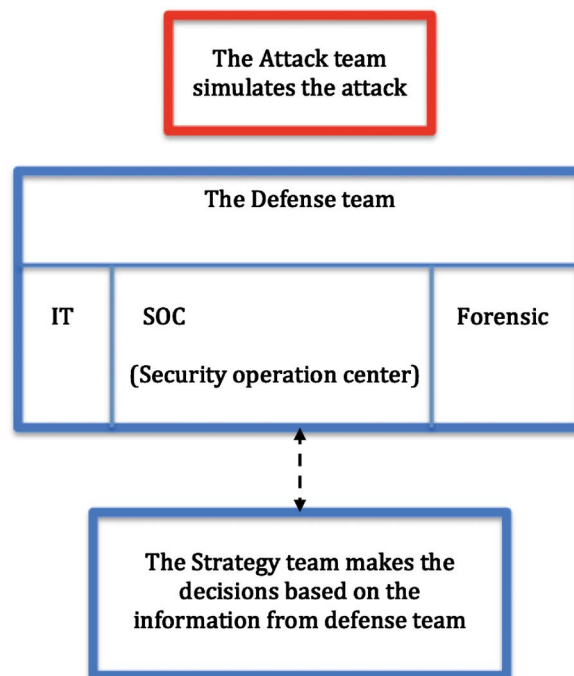 The Attack team
simulates the attack
The Defense team
IT
SOC
(Security operation center)
Forensic
The Strategy team makes the
decisions based on the
information from defense team